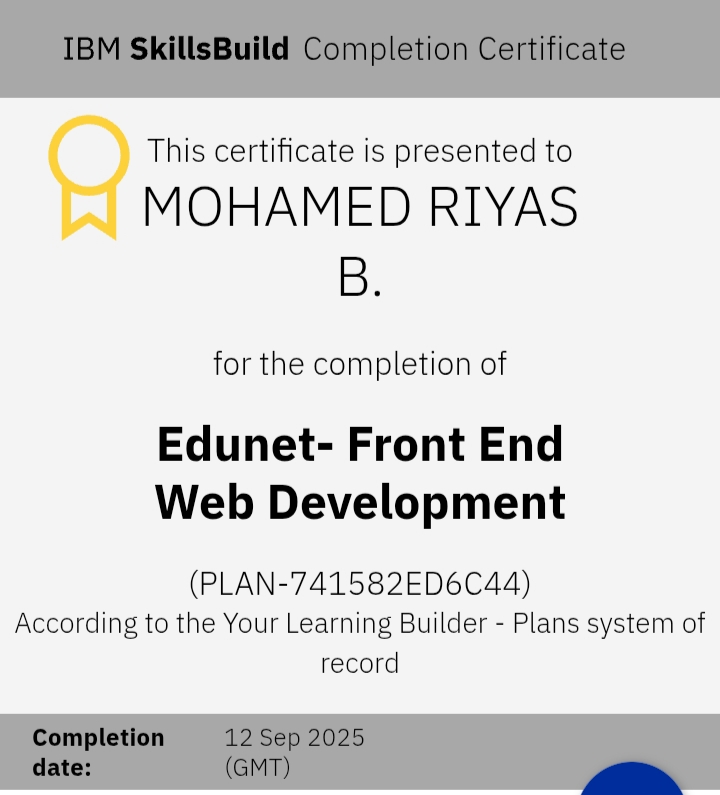 IBM SkillsBuild Completion Certificate
This certificate is presented to
MOHAMED RIYAS
B.
for the completion of
Edunet- Front End
Web Development
(PLAN-741582ED6C44)
According to the Your Learning Builder - Plans system of
record
Completion date: 12 Sep 2025 (GMT)